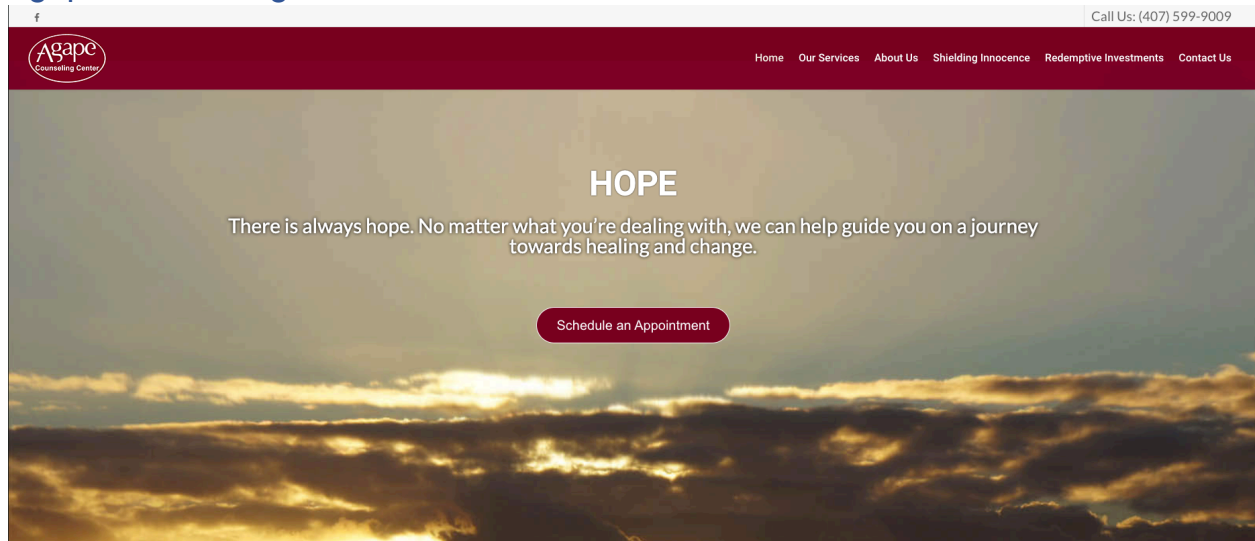 f
Call Us: (407) 599-9009
Agape
Counseling Center
Home Our Services About Us Shielding Innocence Redemptive Investments Contact Us
HOPE
There is always hope. No matter what you’re dealing with, we can help guide you on a journey
towards healing and change.
Schedule an Appointment